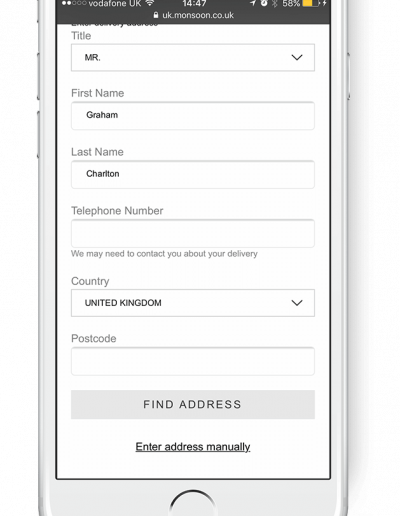 vodafone UK 14:47 58%
uk.monsoon.co.uk
Enter delivery address
Title
MR.
First Name
Graham
Last Name
Charlton
Telephone Number
We may need to contact you about your delivery
Country
UNITED KINGDOM
Postcode
FIND ADDRESS
Enter address manually